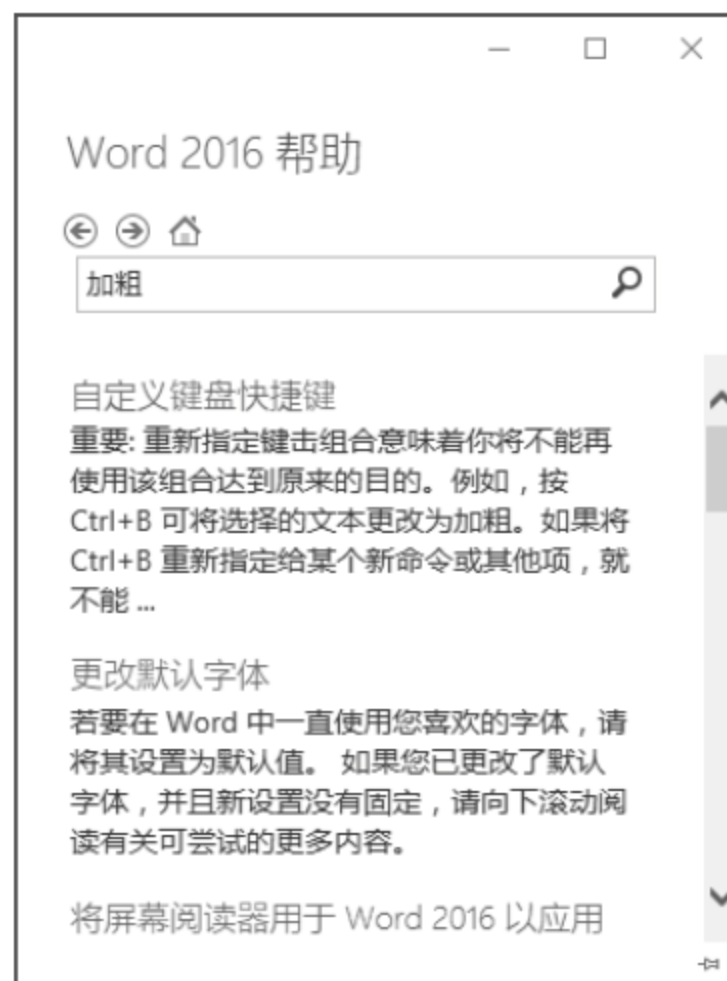 Word 2016 帮助
加粗
自定义键盘快捷键
重要: 重新指定键击组合意味着你将不能再
使用该组合达到原来的目的。例如，按
Ctrl+B 可将选择的文本更改为加粗。如果将
Ctrl+B 重新指定给某个新命令或其他项，就
不能 ...
更改默认字体
若要在 Word 中一直使用您喜欢的字体，请
将其设置为默认值。 如果您已更改了默认
字体，并且新设置没有固定，请向下滚动阅
读有关可尝试的更多内容。
将屏幕阅读器用于 Word 2016 以应用